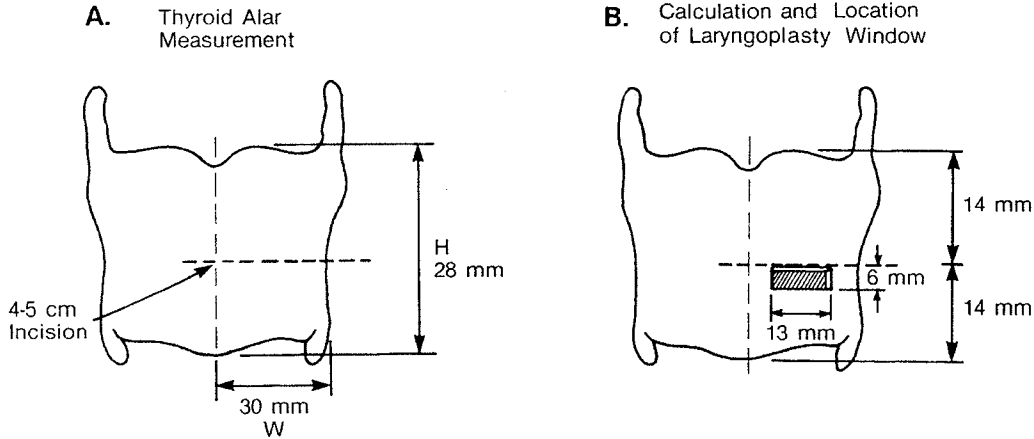 A.
Thyroid Alar
Measurement
H
28 mm
4-5 cm
Incision
30 mm
W
B.
Calculation and Location
of Laryngoplasty Window
14 mm
6 mm
13 mm
14 mm